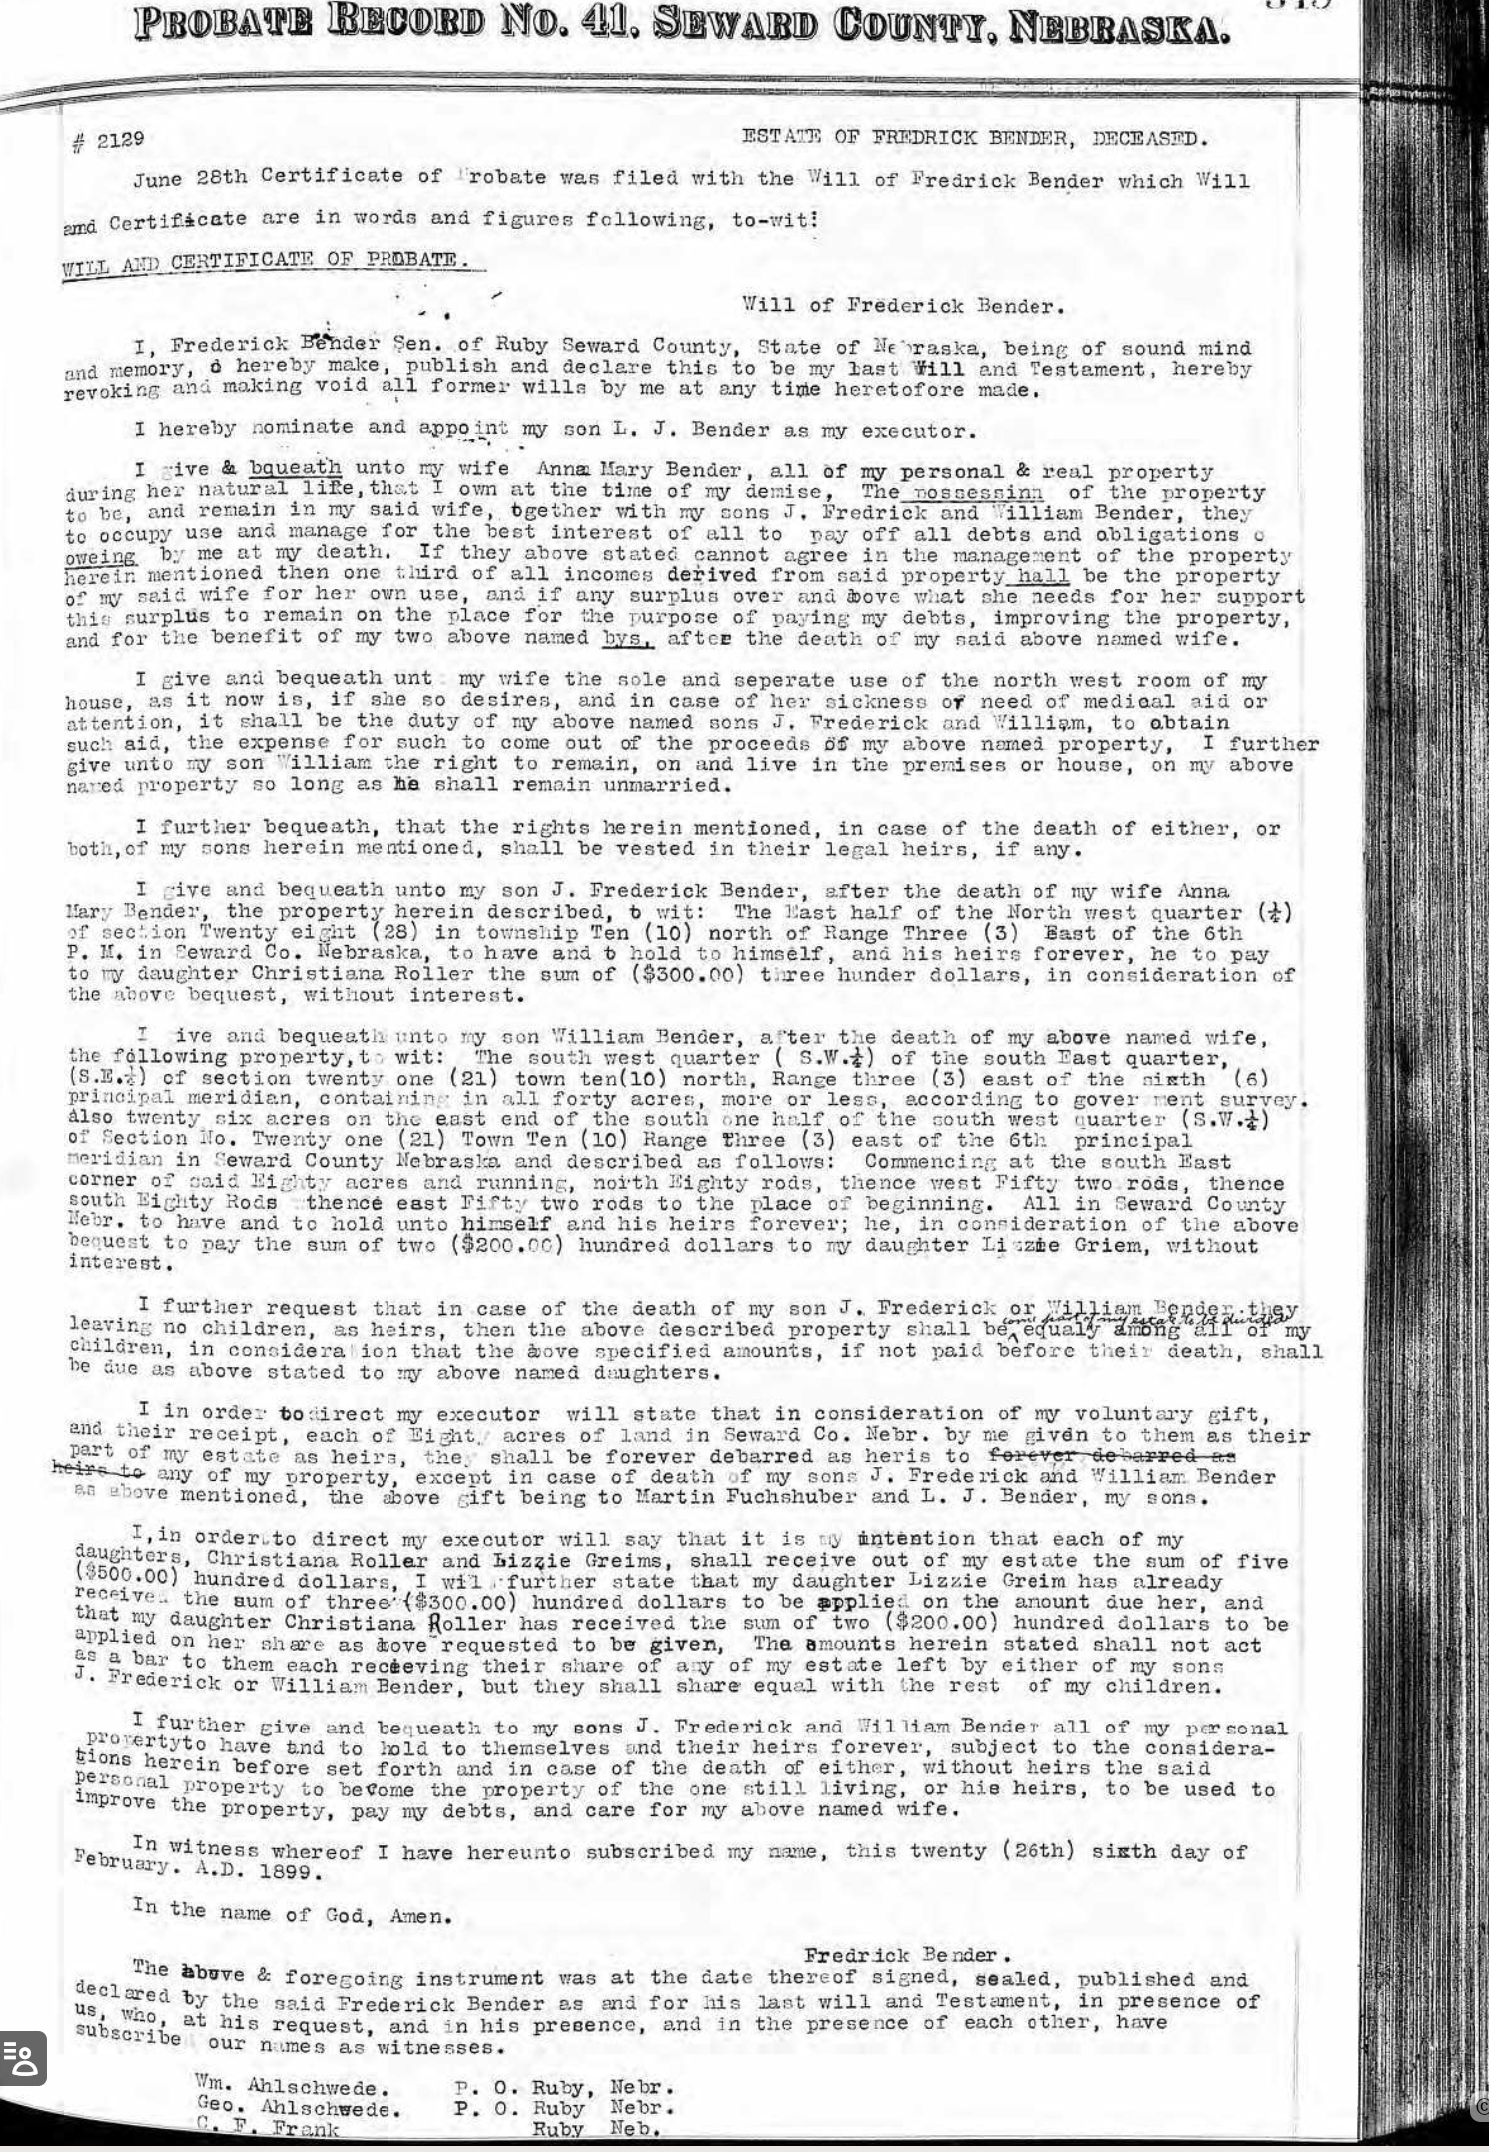 PROBATE RECORD NO. 41, SEWARD COUNTY, NEBRASKA.
# 2129 ESTATE OF FREDRICK BENDER, DECEASED.
June 28th Certificate of Probate was filed with the Will of Fredrick Bender which Will
amd Certificate are in words and figures following, to-wit:
WILL AND CERTIFICATE OF PROBATE.
Will of Frederick Bender.
I, Frederick Bender Sen. of Ruby Seward County, State of Nebraska, being of sound mind
and memory, d hereby make, publish and declare this to be my last Will and Testament, hereby
revoking and making void all former wills by me at any time heretofore made.
I hereby nominate and appoint my son L. J. Bender as my executor.
I give & bqueath unto my wife Anna Mary Bender, all of my personal & real property
during her natural life, that I own at the time of my demise, The possessinn of the property
to be, and remain in my said wife, tgether with my sons J. Fredrick and William Bender, they
to occupy use and manage for the best interest of all to pay off all debts and obligations o
oweing by me at my death. If they above stated cannot agree in the management of the property
herein mentioned then one third of all incomes derived from said property hall be the property
of my said wife for her own use, and if any surplus over and above what she needs for her support
this surplus to remain on the place for the purpose of paying my debts, improving the property,
and for the benefit of my two above named bys, after the death of my said above named wife.
I give and bequeath unt my wife the sole and seperate use of the north west room of my
house, as it now is, if she so desires, and in case of her sickness or need of medical aid or
attention, it shall be the duty of my above named sons J. Frederick and William, to obtain
such aid, the expense for such to come out of the proceeds of my above named property, I further
give unto my son William the right to remain, on and live in the premises or house, on my above
named property so long as he shall remain unmarried.
I further bequeath, that the rights herein mentioned, in case of the death of either, or
both, of my sons herein mentioned, shall be vested in their legal heirs, if any.
I give and bequeath unto my son J. Frederick Bender, after the death of my wife Anna
Mary Bender, the property herein described, t wit: The East half of the North west quarter (¼)
of section Twenty eight (28) in township Ten (10) north of Range Three (3) East of the 6th
P. M. in Seward Co. Nebraska, to have and t hold to himself, and his heirs forever, he to pay
to my daughter Christiana Roller the sum of ($300.00) three hunder dollars, in consideration of
the above bequest, without interest.
I ive and bequeath unto my son William Bender, after the death of my above named wife,
the following property, t wit: The south west quarter ( S.W.¼) of the south East quarter,
(S.E.¼) of section twenty one (21) town ten(10) north, Range three (3) east of the sixth (6)
principal meridian, containing in all forty acres, more or less, according to goverment survey.
Also twenty six acres on the east end of the south one half of the south west quarter (S.W.¼)
of Section No. Twenty one (21) Town Ten (10) Range Three (3) east of the 6th principal
meridian in Seward County Nebraska and described as follows: Commencing at the south East
corner of said Eighty acres and running, north Eighty rods, thence west Fifty two rods, thence
south Eighty Rods thence east Fifty two rods to the place of beginning. All in Seward County
Nebr. to have and to hold unto himself and his heirs forever; he, in consideration of the above
bequest to pay the sum of two ($200.00) hundred dollars to my daughter Lizzie Griem, without
interest.
I further request that in case of the death of my son J. Frederick or William Bender they
come part of my estate to be divided
leaving no children, as heirs, then the above described property shall be equaly among all of my
children, in consideration that the above specified amounts, if not paid before their death, shall
be due as above stated to my above named daughters.
I in order to direct my executor will state that in consideration of my voluntary gift,
and their receipt, each of Eighty acres of land in Seward Co. Nebr. by me given to them as their
part of my estate as heirs, they shall be forever debarred as heris to forever debarred as
heirs to any of my property, except in case of death of my sons J. Frederick and William Bender
as above mentioned, the above gift being to Martin Fuchshuber and L. J. Bender, my sons.
I, in order to direct my executor will say that it is my intention that each of my
daughters, Christiana Roller and Lizzie Greims, shall receive out of my estate the sum of five
($500.00) hundred dollars, I will further state that my daughter Lizzie Greim has already
received the sum of three ($300.00) hundred dollars to be applied on the amount due her, and
that my daughter Christiana Roller has received the sum of two ($200.00) hundred dollars to be
applied on her share as above requested to be given, The amounts herein stated shall not act
as a bar to them each recieving their share of any of my estate left by either of my sons
J. Frederick or William Bender, but they shall share equal with the rest of my children.
I further give and bequeath to my sons J. Frederick and William Bender all of my personal
propertyto have and to hold to themselves and their heirs forever, subject to the considera-
tions herein before set forth and in case of the death of either, without heirs the said
personal property to become the property of the one still living, or his heirs, to be used to
improve the property, pay my debts, and care for my above named wife.
In witness whereof I have hereunto subscribed my name, this twenty (26th) sixth day of
February. A.D. 1899.
In the name of God, Amen.
Fredrick Bender.
The above & foregoing instrument was at the date thereof signed, sealed, published and
declared by the said Frederick Bender as and for his last will and Testament, in presence of
us, who, at his request, and in his presence, and in the presence of each other, have
subscribe our names as witnesses.
Wm. Ahlschwede. P. O. Ruby, Nebr.
Geo. Ahlschwede. P. O. Ruby Nebr.
C. F. Frank Ruby Neb.